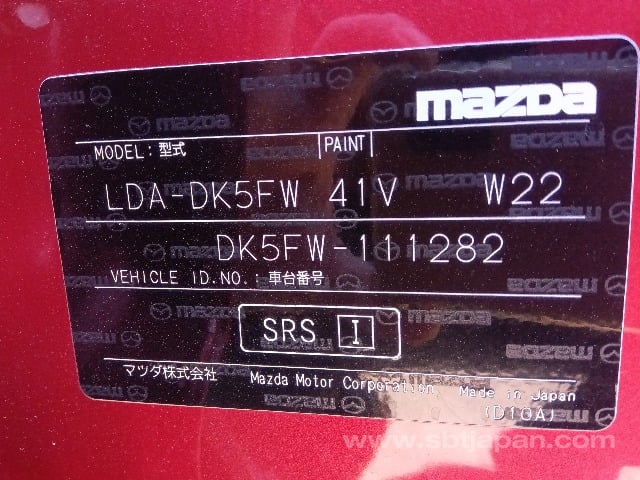 mazda
MODEL: 型式 PAINT
LDA-DK5FW 41V W22
DK5FW-111282
VEHICLE ID.NO.: 車台番号
SRS I
マツダ株式会社 Mazda Motor Corporation Made in Japan
(D10A)
www.sbtjapan.com